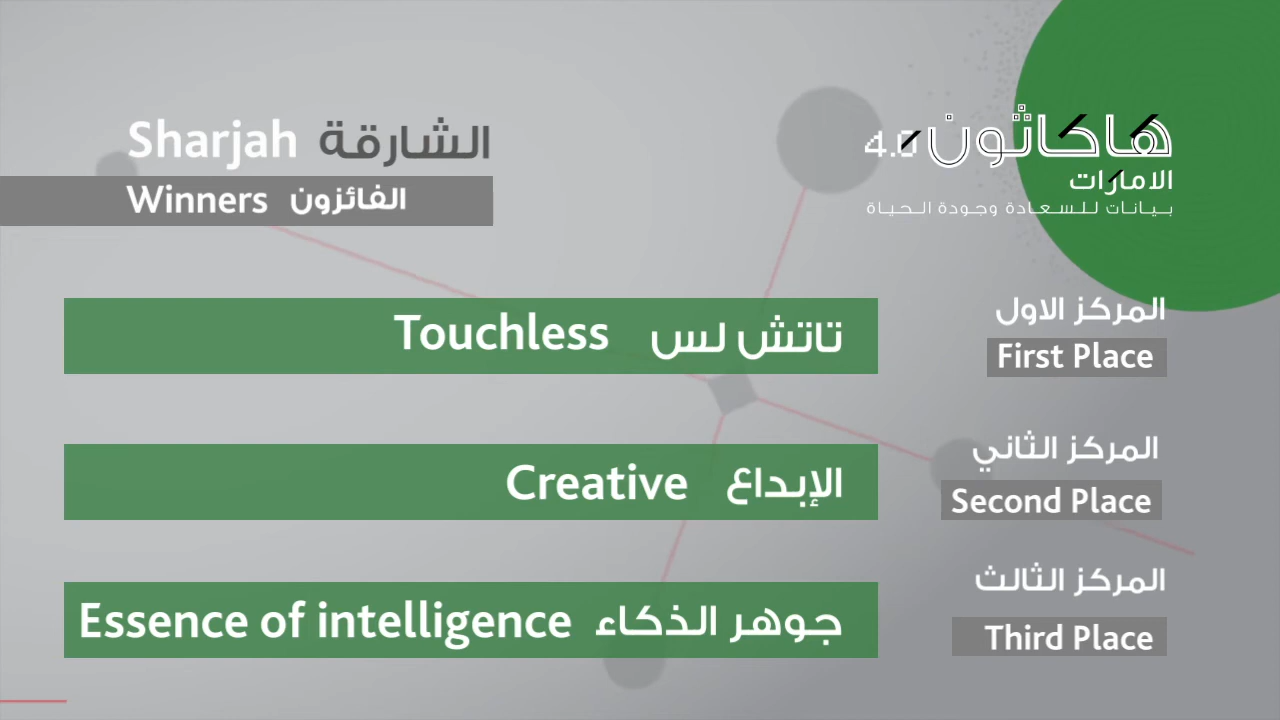 Sharjah الشارقة
Winners الفائزون
هاكاثون 4.0
الامارات
بيانات للسعادة وجودة الحياة
المركز الاول
First Place
Touchless تاتش لس
المركز الثاني
Second Place
Creative الإبداع
المركز الثالث
Third Place
Essence of intelligence جوهر الذكاء